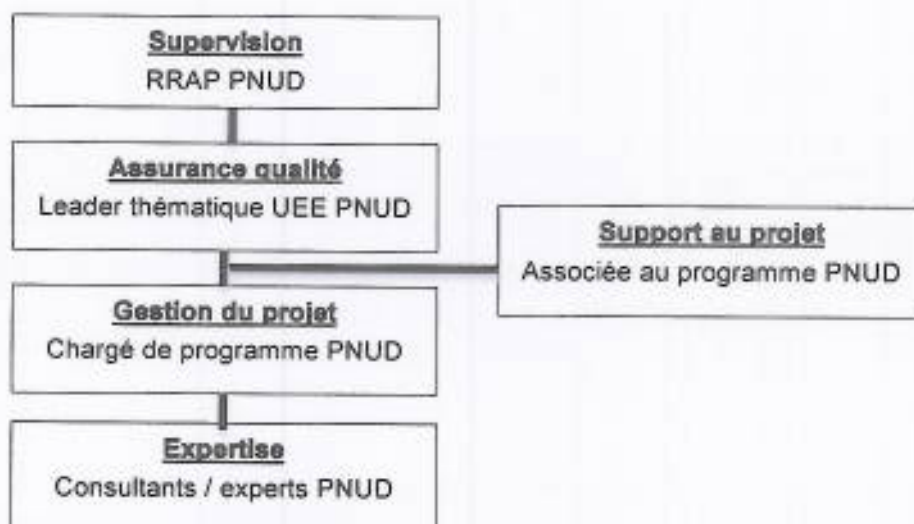 Supervision
RRAP PNUD
Assurance qualité
Leader thématique UEE PNUD
Support au projet
Associée au programme PNUD
Gestion du projet
Chargé de programme PNUD
Expertise
Consultants / experts PNUD